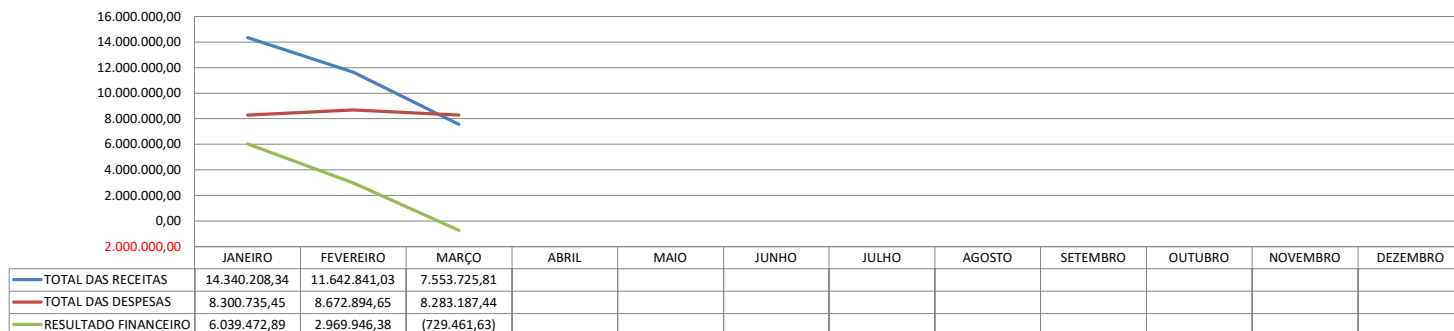 16.000.000,00
14.000.000,00
12.000.000,00
10.000.000,00
8.000.000,00
6.000.000,00
4.000.000,00
2.000.000,00
0,00
2.000.000,00
JANEIRO FEVEREIRO MARÇO ABRIL MAIO JUNHO JULHO AGOSTO SETEMBRO OUTUBRO NOVEMBRO DEZEMBRO
TOTAL DAS RECEITAS 14.340.208,34 11.642.841,03 7.553.725,81
TOTAL DAS DESPESAS 8.300.735,45 8.672.894,65 8.283.187,44
RESULTADO FINANCEIRO 6.039.472,89 2.969.946,38 (729.461,63)